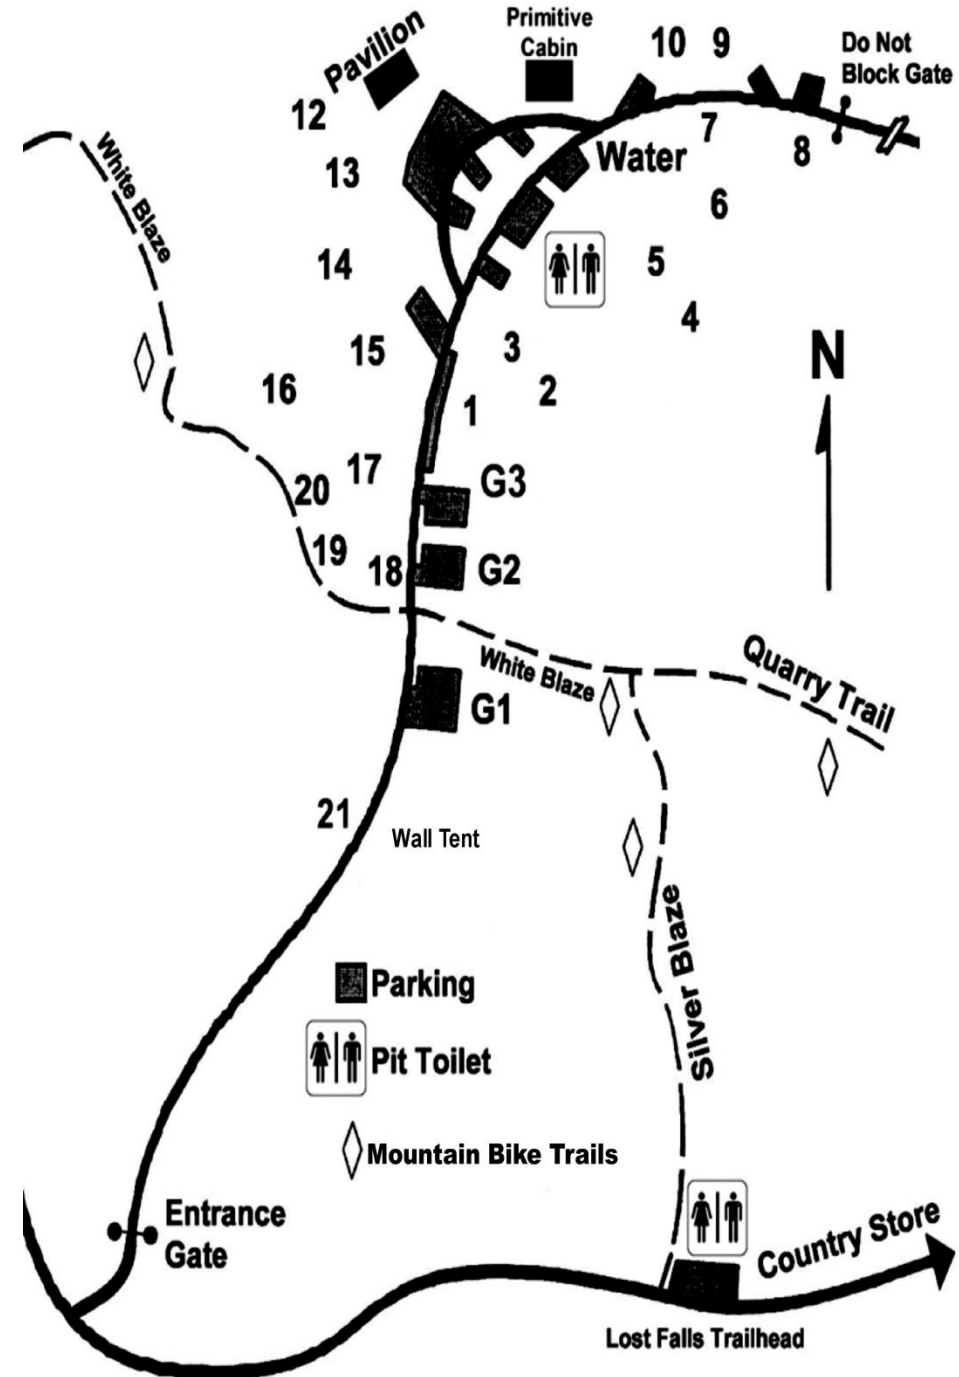 Primitive
Cabin
Pavilion
10
9
Do Not
Block Gate
12
7
8
Water
13
White Blaze
6
14
5
4
15
3
N
16
2
1
17
G3
20
19
18
G2
Quarry Trail
White Blaze
G1
21
Wall Tent
Silver Blaze
Parking
Pit Toilet
Mountain Bike Trails
Entrance
Gate
Country Store
Lost Falls Trailhead